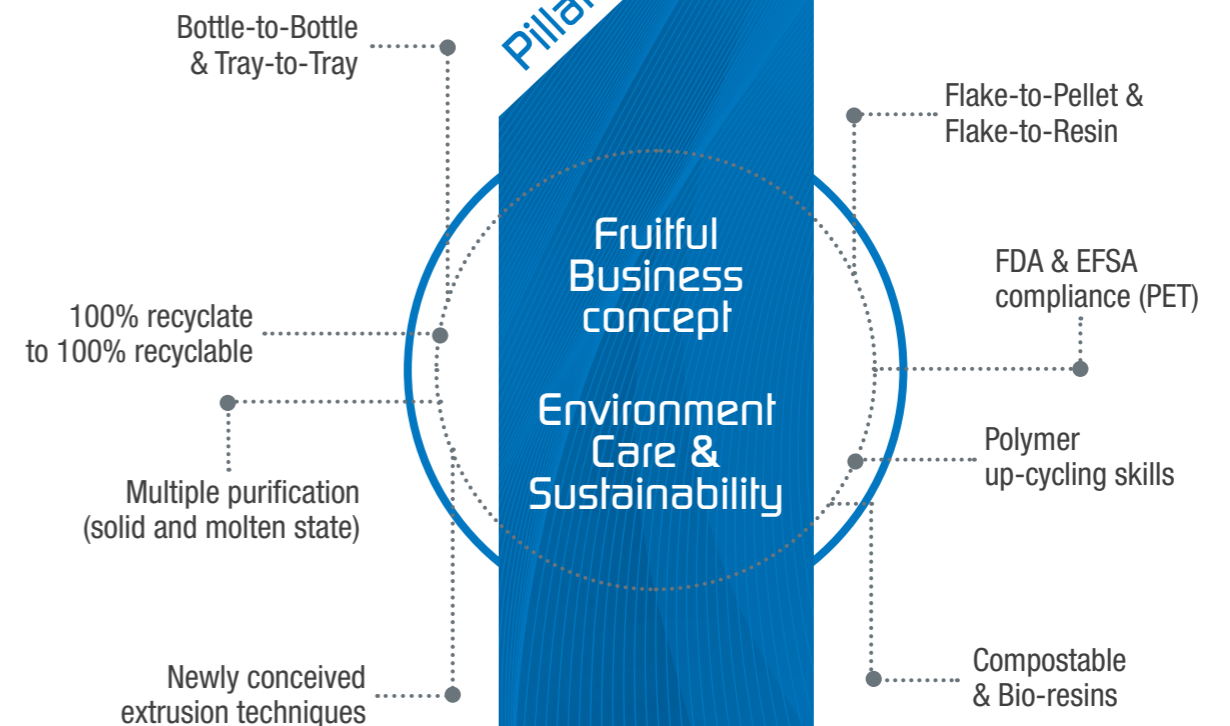 Pillar
Bottle-to-Bottle
& Tray-to-Tray
100% recyclate
to 100% recyclable
Multiple purification
(solid and molten state)
Newly conceived
extrusion techniques
Fruitful
Business
concept
Environment
Care &
Sustainability
Flake-to-Pellet &
Flake-to-Resin
FDA & EFSA
compliance (PET)
Polymer
up-cycling skills
Compostable
& Bio-resins